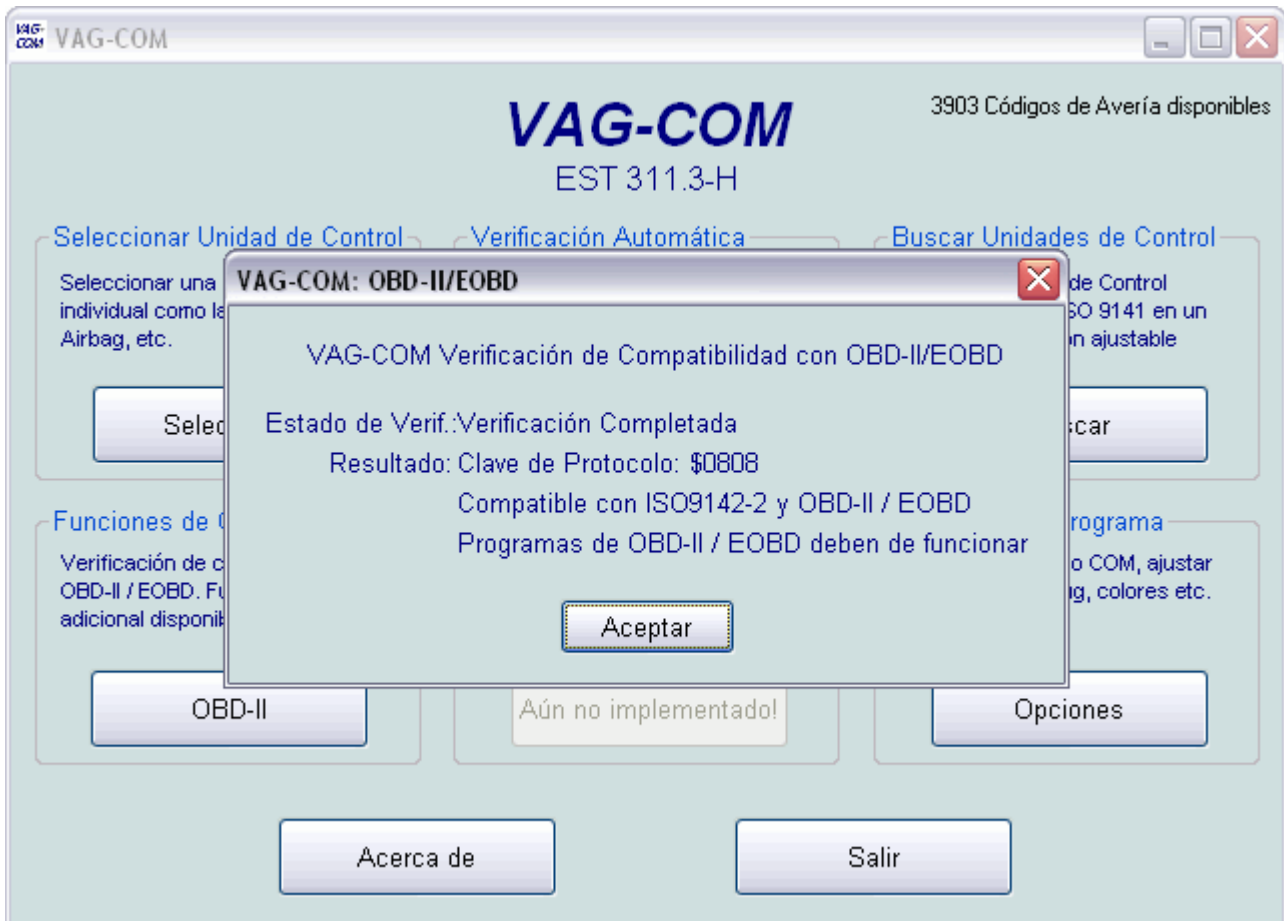 VAG-COM VAG-COM
VAG-COM
EST 311.3-H
3903 Códigos de Avería disponibles
Seleccionar Unidad de Control
Seleccionar una
individual como la
Airbag, etc.
Verificación Automática
Buscar Unidades de Control
de Control
ISO 9141 en un
ajustable
VAG-COM: OBD-II/EOBD
VAG-COM Verificación de Compatibilidad con OBD-II/EOBD
Estado de Verif.:Verificación Completada
Resultado: Clave de Protocolo: $0808
Compatible con ISO9142-2 y OBD-II / EOBD
Programas de OBD-II / EOBD deben de funcionar
Aceptar
Funciones de
Verificación de
OBD-II / EOBD.
adicional
OBD-II
Aún no implementado!
COM, ajustar
colores etc.
Opciones
Acerca de
Salir